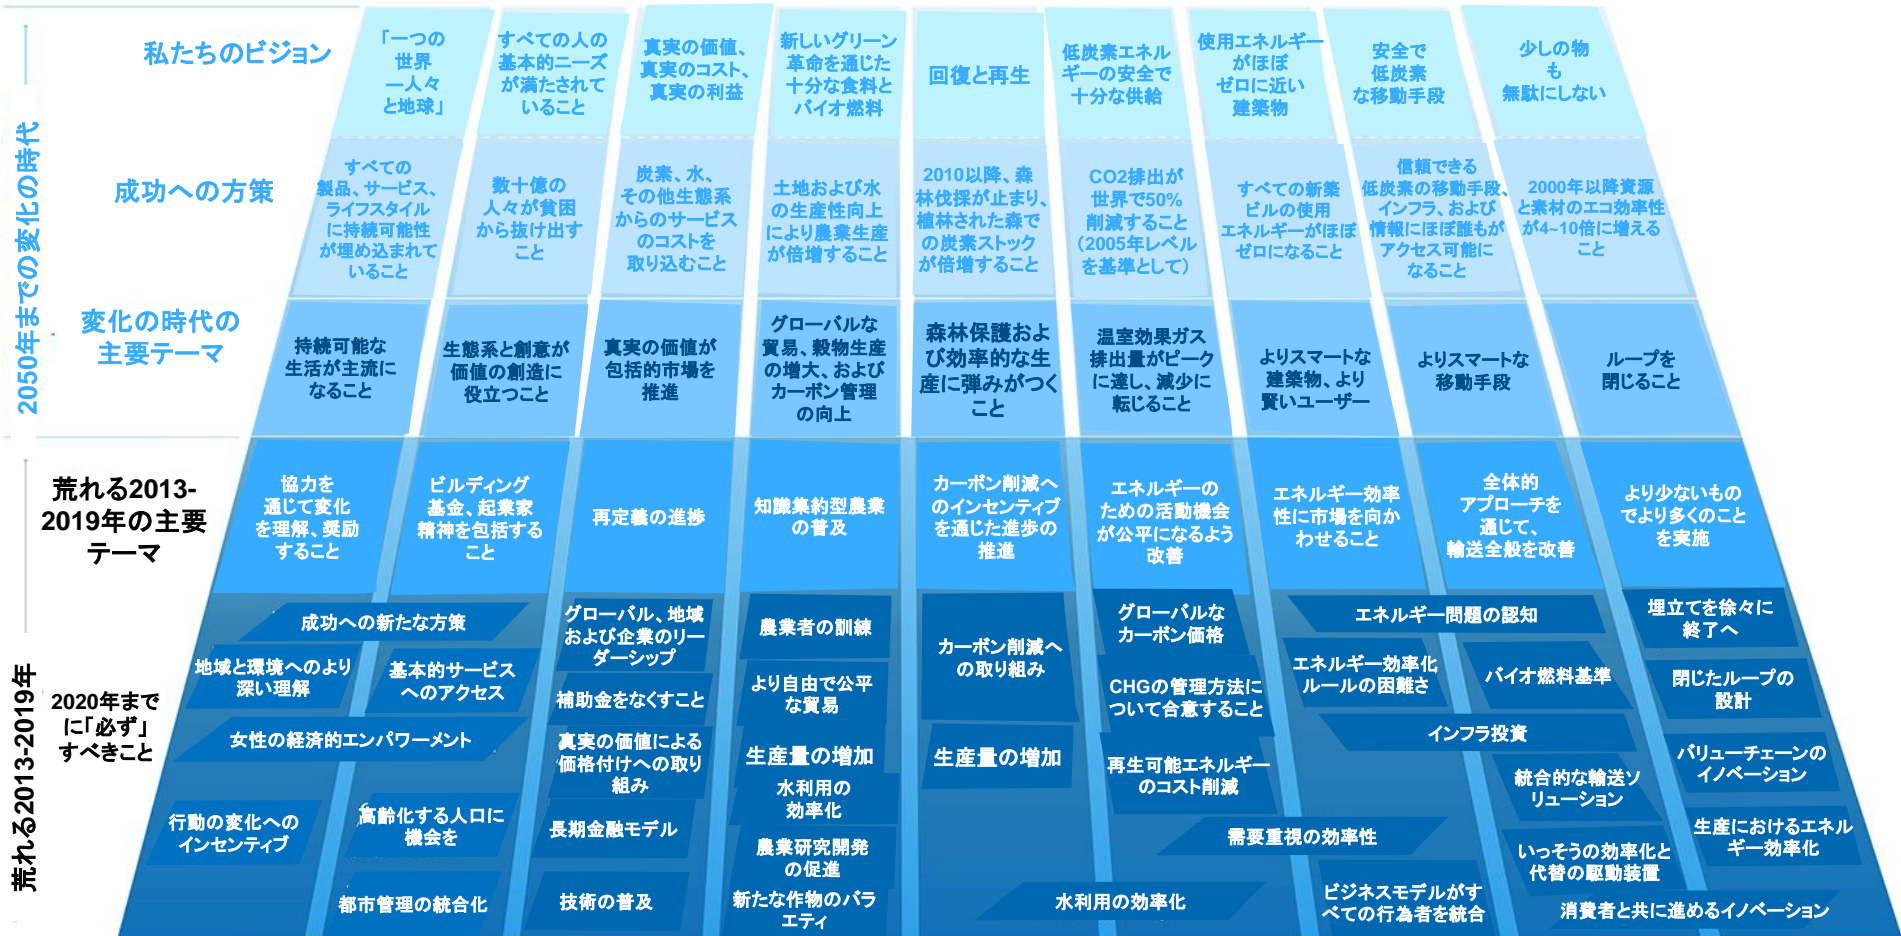 私たちのビジョン
「一つの
世界
―人々
と地球」
すべての人の
基本的ニーズ
が満たされて
いること
真実の価値、
真実のコスト、
真実の利益
新しいグリーン
革命を通じた
十分な食料と
バイオ燃料
回復と再生
低炭素エネル
ギーの安全で
十分な供給
使用エネルギー
がほぼ
ゼロに近い
建築物
安全で
低炭素
な移動手段
少しの物
も
無駄にしない
2050年までの変化の時代
成功への方策
すべての
製品、サービス、
ライフスタイル
に持続可能性
が埋め込まれて
いること
数十億の
人々が貧困
から抜け出す
こと
炭素、水、
その他生態系
からのサービス
のコストを
取り込むこと
土地および水
の生産性向上
により農業生産
が倍増すること
2010以降、森
林伐採が止まり、
植林された森で
の炭素ストック
が倍増すること
CO2排出が
世界で50%
削減すること
(2005年レベル
を基準として)
すべての新築
ビルの使用
エネルギーがほぼ
ゼロになること
信頼できる
低炭素の移動手段、
インフラ、および
情報にほぼ誰もが
アクセス可能に
なること
2000年以降資源
と素材のエコ効率性
が4~10倍に増える
こと
変化の時代の
主要テーマ
持続可能な
生活が主流に
なること
生態系と創意が
価値の創造に
役立つこと
真実の価値が
包括的市場を
推進
グローバルな
貿易、穀物生産
の増大、および
カーボン管理
の向上
森林保護およ
び効率的な生
産に弾みがつく
こと
温室効果ガス
排出量がピーク
に達し、減少に
転じること
よりスマートな
建築物、より
賢いユーザー
よりスマートな
移動手段
ループを
閉じること
荒れる2013-
2019年の主要
テーマ
協力を
通じて変化
を理解、奨励
すること
ビルディング
基金、起業家
精神を包括する
こと
再定義の進捗
知識集約型農業
の普及
カーボン削減へ
のインセンティブ
を通じた進歩の
推進
エネルギーの
ための活動機会
が公平になるよう
改善
エネルギー効率
性に市場を向か
わせること
全体的
アプローチを
通じて、
輸送全般を改善
より少ないもの
でより多くのこと
を実施
荒れる2013-2019年
2020年まで
に「必ず」
すべきこと
成功への新たな方策
地域と環境へのより
深い理解
基本的サービス
へのアクセス
女性の経済的エンパワーメント
行動の変化への
インセンティブ
高齢化する人口に
機会を
都市管理の統合化
グローバル、地域
および企業のリー
ダーシップ
補助金をなくすこと
真実の価値による
価格付けへの取り
組み
長期金融モデル
技術の普及
農業者の訓練
より自由で公平
な貿易
生産量の増加
水利用の
効率化
農業研究開発
の促進
新たな作物のバラ
エティ
カーボン削減へ
の取り組み
生産量の増加
水利用の効率化
グローバルな
カーボン価格
CHGの管理方法に
ついて合意すること
再生可能エネルギー
のコスト削減
需要重視の効率性
エネルギー問題の認知
エネルギー効率化
ルールの困難さ
バイオ燃料基準
インフラ投資
統合的な輸送ソ
リューション
いっそうの効率化と
代替の駆動装置
ビジネスモデルがす
べての行為者を統合
埋立てを徐々に
終了へ
閉じたループの
設計
バリューチェーンの
イノベーション
生産におけるエネル
ギー効率化
消費者と共に進めるイノベーション